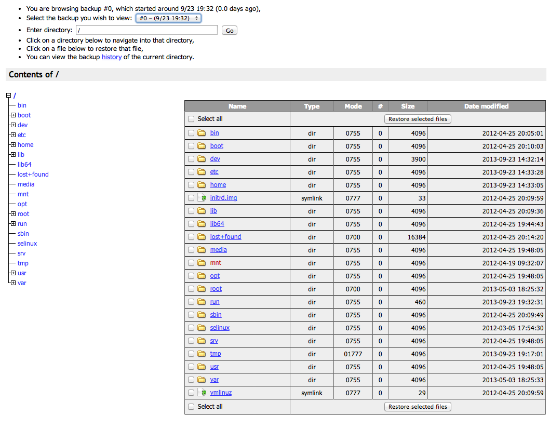 You are browsing backup #0, which started around 9/23 19:32 (0.0 days ago),
Select the backup you wish to view: #0 - (9/23 19:32)
Enter directory: / Go
Click on a directory below to navigate into that directory,
Click on a file below to restore that file,
You can view the backup history of the current directory.
Contents of /
/
bin
boot
dev
etc
home
lib
lib64
lost+found
media
mnt
opt
root
run
sbin
selinux
srv
tmp
usr
var
Name Type Mode # Size Date modified
Select all Restore selected files
bin dir 0755 0 4096 2012-04-25 20:05:01
boot dir 0755 0 4096 2012-04-25 20:10:03
dev dir 0755 0 3900 2013-09-23 14:32:14
etc dir 0755 0 4096 2013-09-23 14:33:28
home dir 0755 0 4096 2013-09-23 14:33:05
initrd.img symlink 0777 0 33 2012-04-25 20:09:59
lib dir 0755 0 4096 2012-04-25 20:09:36
lib64 dir 0755 0 4096 2012-04-25 19:44:43
lost+found dir 0700 0 16384 2012-04-25 20:14:20
media dir 0755 0 4096 2012-04-25 19:48:05
mnt dir 0755 0 4096 2012-04-19 09:32:07
opt dir 0755 0 4096 2012-04-25 19:48:05
root dir 0700 0 4096 2013-05-03 18:25:32
run dir 0755 0 460 2013-09-23 19:32:31
sbin dir 0755 0 4096 2012-04-25 20:09:49
selinux dir 0755 0 4096 2012-03-05 17:54:30
srv dir 0755 0 4096 2012-04-25 19:48:05
tmp dir 01777 0 4096 2013-09-23 19:17:01
usr dir 0755 0 4096 2012-04-25 19:48:05
var dir 0755 0 4096 2013-05-03 18:25:33
vmlinuz symlink 0777 0 29 2012-04-25 20:09:59
Select all Restore selected files